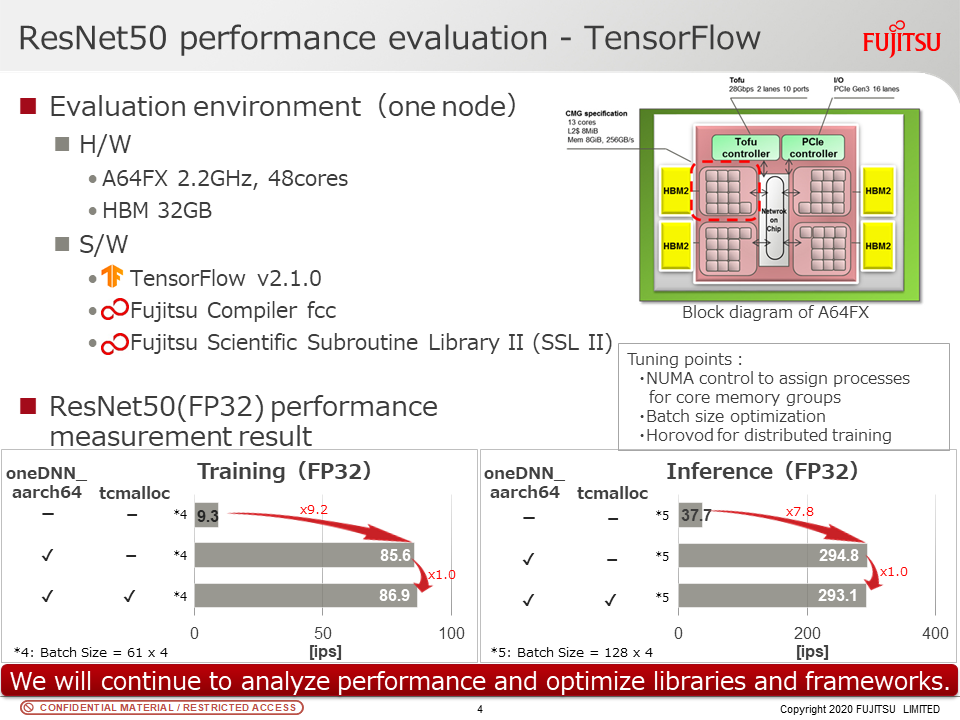 ResNet50 performance evaluation - TensorFlow
FUJITSU
■ Evaluation environment（one node）
■ H/W
• A64FX 2.2GHz, 48cores
• HBM 32GB
■ S/W
• TensorFlow v2.1.0
• Fujitsu Compiler fcc
• Fujitsu Scientific Subroutine Library II (SSL II)
Tofu
28Gbps 2 lanes 10 ports
I/O
PCIe Gen3 16 lanes
CMG specification
13 cores
L2$ 8MiB
Mem 8GiB, 256GB/s
Tofu
controller
PCIe
controller
HBM2
HBM2
HBM2
HBM2
Netwrok
on
Chip
Block diagram of A64FX
Tuning points :
・NUMA control to assign processes
for core memory groups
・Batch size optimization
・Horovod for distributed training
■ ResNet50(FP32) performance
measurement result
Training（FP32）
oneDNN_
aarch64
tcmalloc
– – *4 9.3
x9.2
✓ – *4 85.6
x1.0
✓ ✓ *4 86.9
0 50 100
[ips]
*4: Batch Size = 61 x 4
Inference（FP32）
oneDNN_
aarch64
tcmalloc
– – *5 37.7
x7.8
✓ – *5 294.8
x1.0
✓ ✓ *5 293.1
0 200 400
[ips]
*5: Batch Size = 128 x 4
We will continue to analyze performance and optimize libraries and frameworks.
CONFIDENTIAL MATERIAL / RESTRICTED ACCESS
4
Copyright 2020 FUJITSU LIMITED